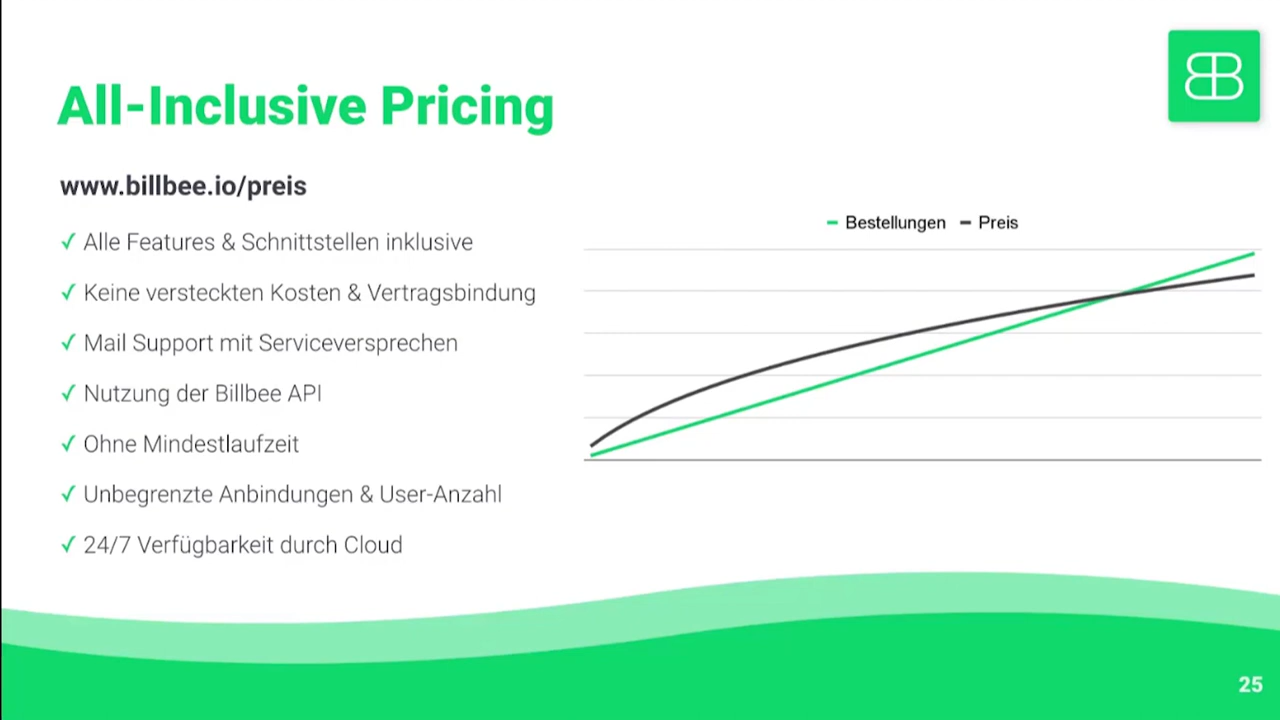 All-Inclusive Pricing
www.billbee.io/preis
✓ Alle Features & Schnittstellen inklusive
✓ Keine versteckten Kosten & Vertragsbindung
✓ Mail Support mit Serviceversprechen
✓ Nutzung der Billbee API
✓ Ohne Mindestlaufzeit
✓ Unbegrenzte Anbindungen & User-Anzahl
✓ 24/7 Verfügbarkeit durch Cloud
Bestellungen Preis
25